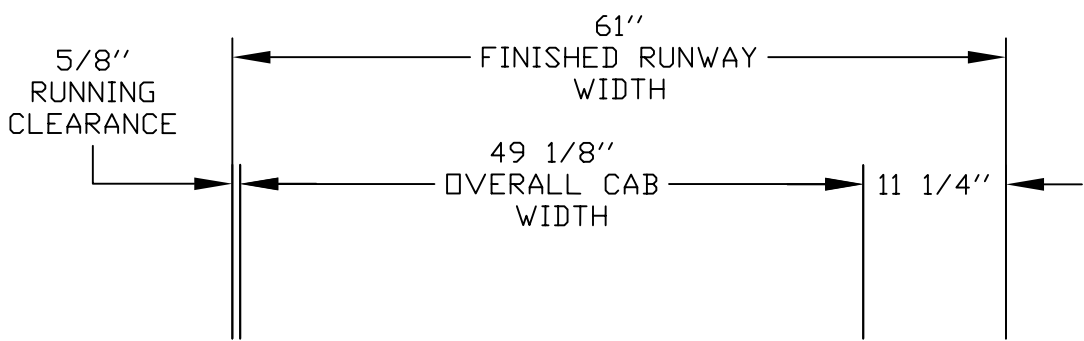 61"
FINISHED RUNWAY
WIDTH
5/8"
RUNNING
CLEARANCE
49 1/8"
OVERALL CAB
WIDTH
11 1/4"